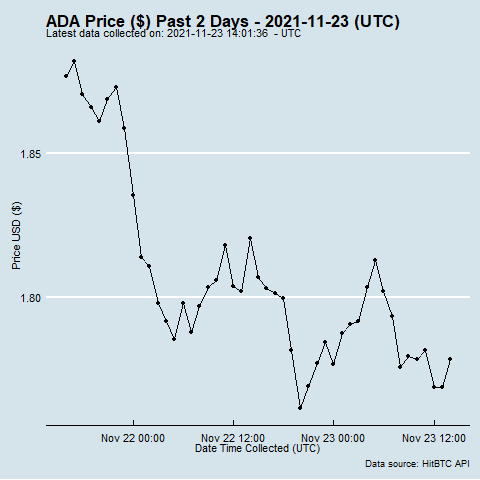 ADA Price ($) Past 2 Days - 2021-11-23 (UTC)
Latest data collected on: 2021-11-23 14:01:36  - UTC
Price USD ($)
1.85
1.80
Nov 22 00:00 Nov 22 12:00 Nov 23 00:00 Nov 23 12:00
Date Time Collected (UTC)
Data source: HitBTC API